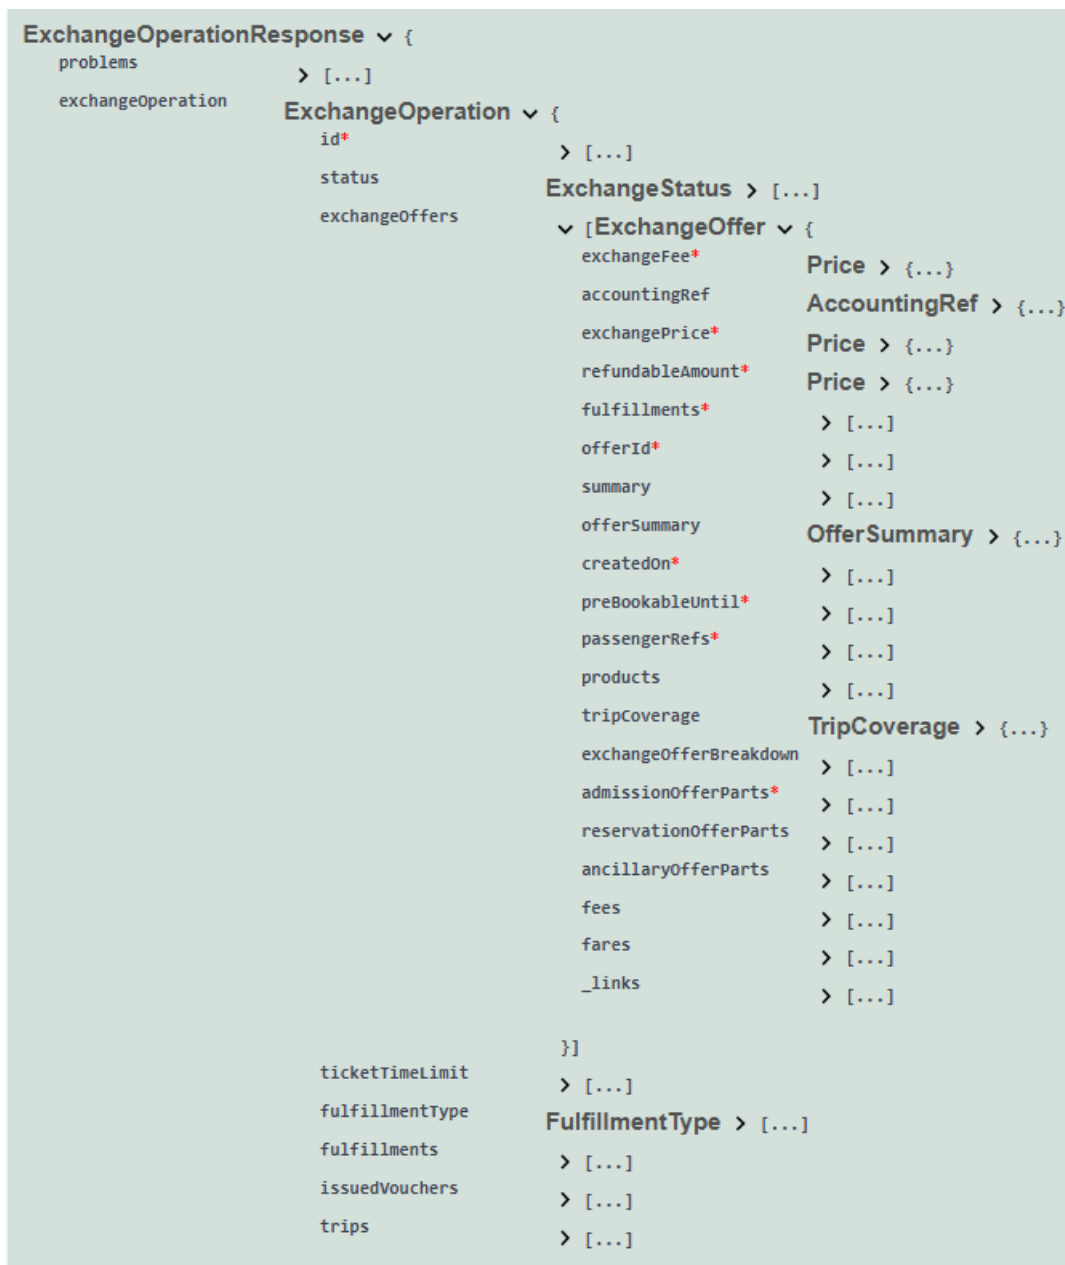 ExchangeOperationResponse {
problems > [...]
exchangeOperation ExchangeOperation {
id* > [...]
status ExchangeStatus > [...]
exchangeOffers [ExchangeOffer {
exchangeFee* Price > {...}
accountingRef AccountingRef > {...}
exchangePrice* Price > {...}
refundableAmount* Price > {...}
fulfillments* > [...]
offerId* > [...]
summary > [...]
offerSummary OfferSummary > {...}
createdOn* > [...]
preBookableUntil* > [...]
passengerRefs* > [...]
products > [...]
tripCoverage TripCoverage > {...}
exchangeOfferBreakdown > [...]
admissionOfferParts* > [...]
reservationOfferParts > [...]
ancillaryOfferParts > [...]
fees > [...]
fares > [...]
_links > [...]
}]
ticketTimeLimit > [...]
fulfillmentType FulfillmentType > [...]
fulfillments > [...]
issuedVouchers > [...]
trips > [...]